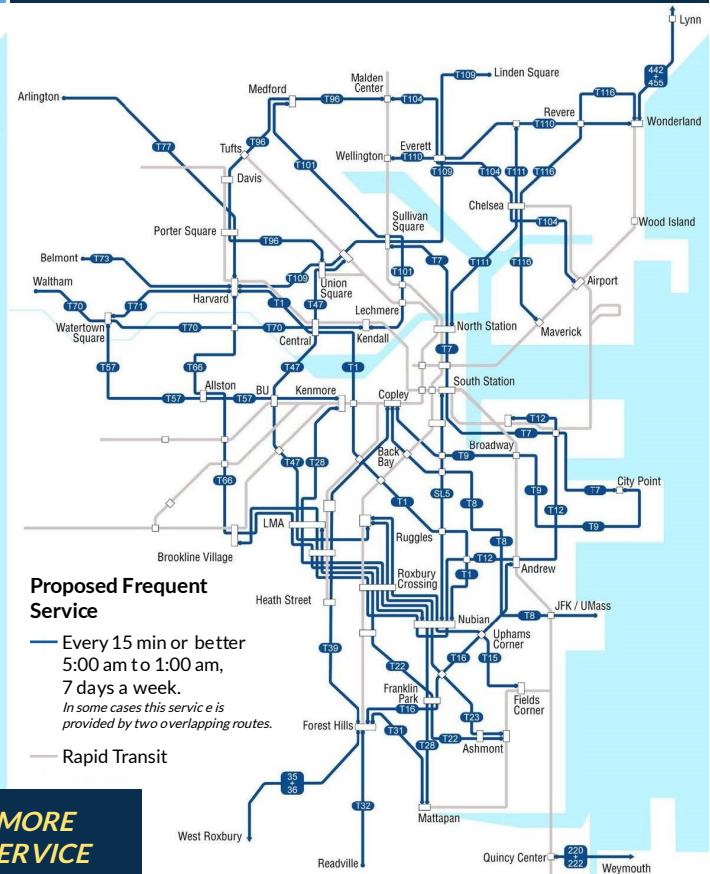 Lynn
442
+
455
Linden Square
T109
Malden
Center
Medford
T96
T104
Arlington
T116
Revere
T110
Wonderland
T77
T96
Tufts
T101
Wellington
T110
Everett
T109
T104
T111
T116
Davis
Chelsea
T104
Wood Island
Porter Square
T96
Sullivan
Square
T7
T111
T116
Belmont
T73
T109
Union
Square
T101
Airport
Waltham
T70
T71
Harvard
T1
T47
Lechmere
Maverick
Watertown
Square
T70
T70
Central
Kendall
North Station
T7
T57
T66
T47
T1
Allston
BU
Kenmore
Copley
South Station
T57
T57
T12
T7
Broadway
Back
Bay
T9
T47
T28
T66
T1
SL5
T8
T9
T12
City Point
T7
T9
LMA
Ruggles
T8
Brookline Village
T12
Andrew
Roxbury
Crossing
T1
Heath Street
Nubian
JFK / UMass
T8
Uphams
Corner
T39
T22
T16
T15
Franklin
Park
T16
Fields
Corner
T23
Forest Hills
T31
T28
T22
Ashmont
35
+
36
T32
Mattapan
West Roxbury
Readville
Quincy Center
220
+
222
Weymouth
Proposed Frequent
Service
Every 15 min or better
5:00 am to 1:00 am,
7 days a week.
In some cases this service is
provided by two overlapping routes.
Rapid Transit
MORE
ERVICE